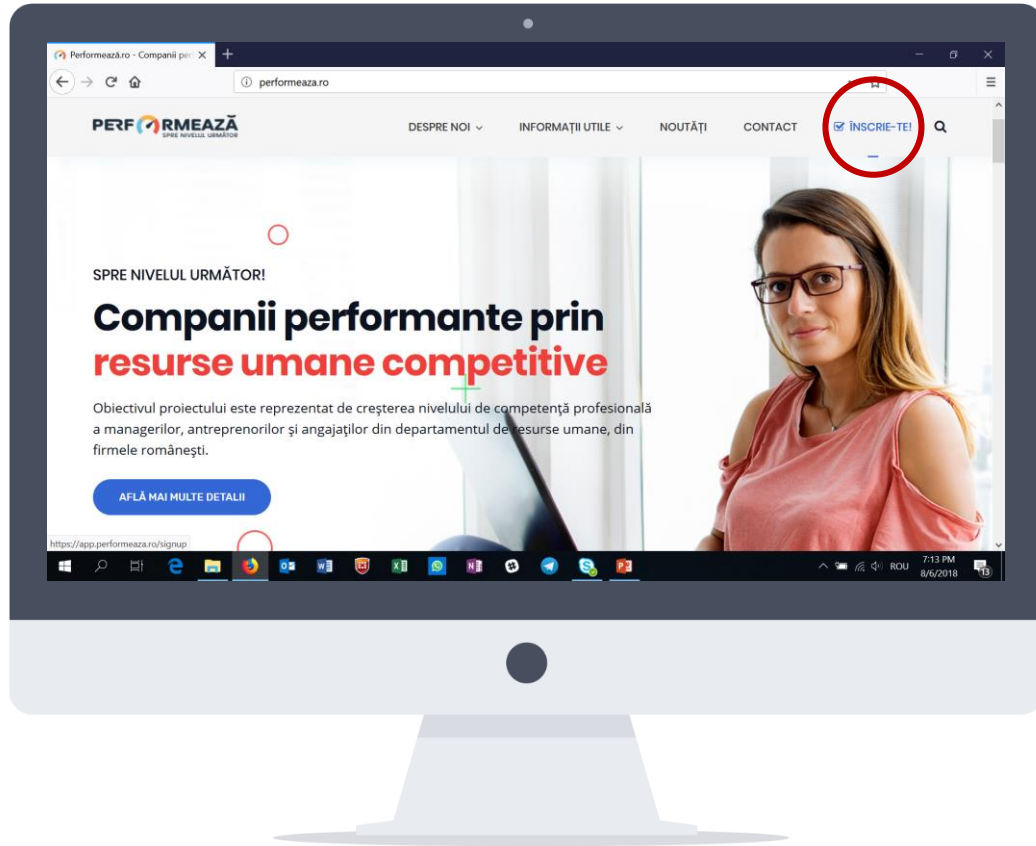 Performează.ro - Companii per
performeaza.ro
PERFORMEAZĂ
SPRE NIVELUL URMĂTOR
DESPRE NOI
INFORMAȚII UTILE
NOUTĂȚI
CONTACT
ÎNSCRIE-TE!
SPRE NIVELUL URMĂTOR!
Companii performante prin
resurse umane competitive
Obiectivul proiectului este reprezentat de creșterea nivelului de competență profesională
a managerilor, antreprenorilor și angajaților din departamentul de resurse umane, din
firmele românești.
AFLĂ MAI MULTE DETALII
https://app.performeaza.ro/signup
ROU
7:13 PM
8/6/2018
13